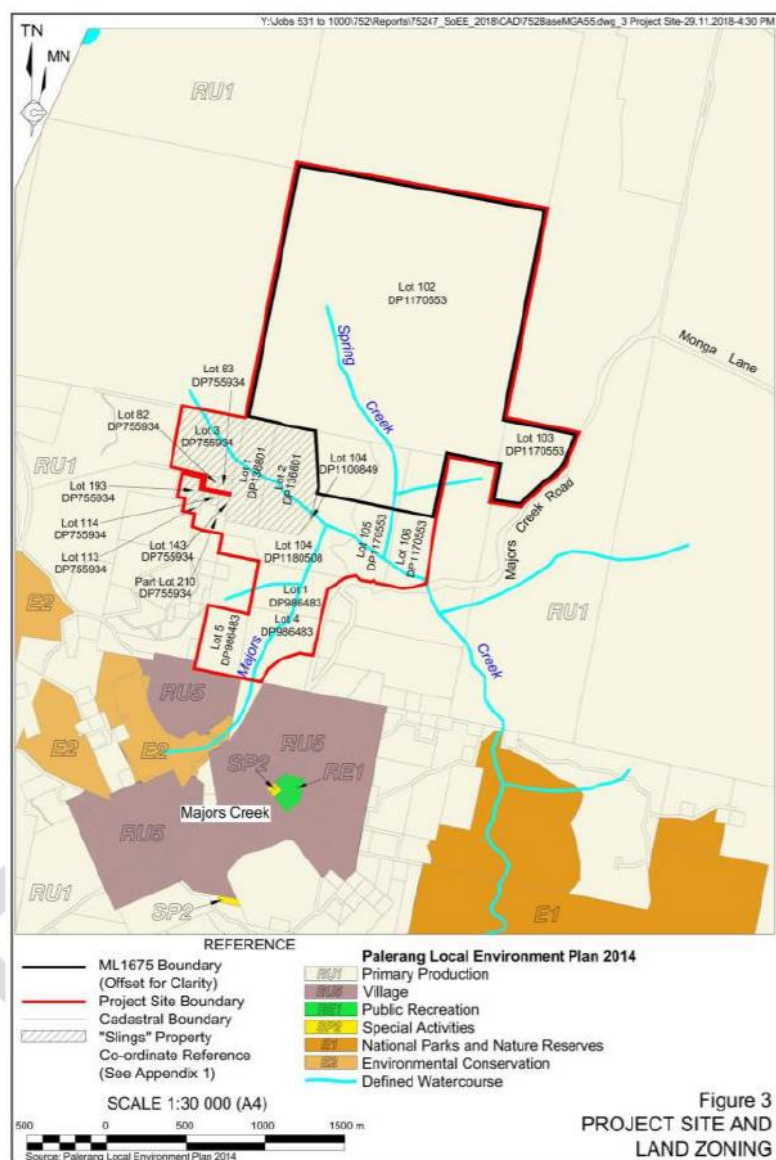 Y:\Jobs 531 to 1000\752\Reports\75247_SoEE_2018\CAD\7528aseMGA55.dwg_3 Project Site-29.11.2018-4:30 PM
TN
MN
RU1
Lot 102
DP1170553
Spring
Creek
Monga Lane
Lot 83
DP755934
Lot 82
DP755934
Lot 3
DP755934
Lot 1
DP136801
Lot 2
DP136801
Lot 104
DP1100849
Lot 103
DP1170553
RU1
Lot 193
DP755934
Lot 114
DP755934
Lot 113
DP755934
Lot 143
DP755934
Part Lot 210
DP755934
Lot 104
DP1180508
Lot 105
DP1170553
Lot 106
DP1170553
Majors Creek Road
Lot 1
DP986483
Lot 4
DP986483
Lot 5
DP986483
RU1
E2
Majors
Creek
RU5
E2
E2
RU5
SP2
RE1
Majors Creek
RU5
RU1
SP2
E1
REFERENCE
ML1675 Boundary
(Offset for Clarity)
Project Site Boundary
Cadastral Boundary
"Slings" Property
Co-ordinate Reference
(See Appendix 1)
Palerang Local Environment Plan 2014
RU1 Primary Production
RU5 Village
RE1 Public Recreation
SP2 Special Activities
E1 National Parks and Nature Reserves
E2 Environmental Conservation
Defined Watercourse
SCALE 1:30 000 (A4)
500 0 500 1000 1500 m
Source: Palerang Local Environment Plan 2014
Figure 3
PROJECT SITE AND
LAND ZONING